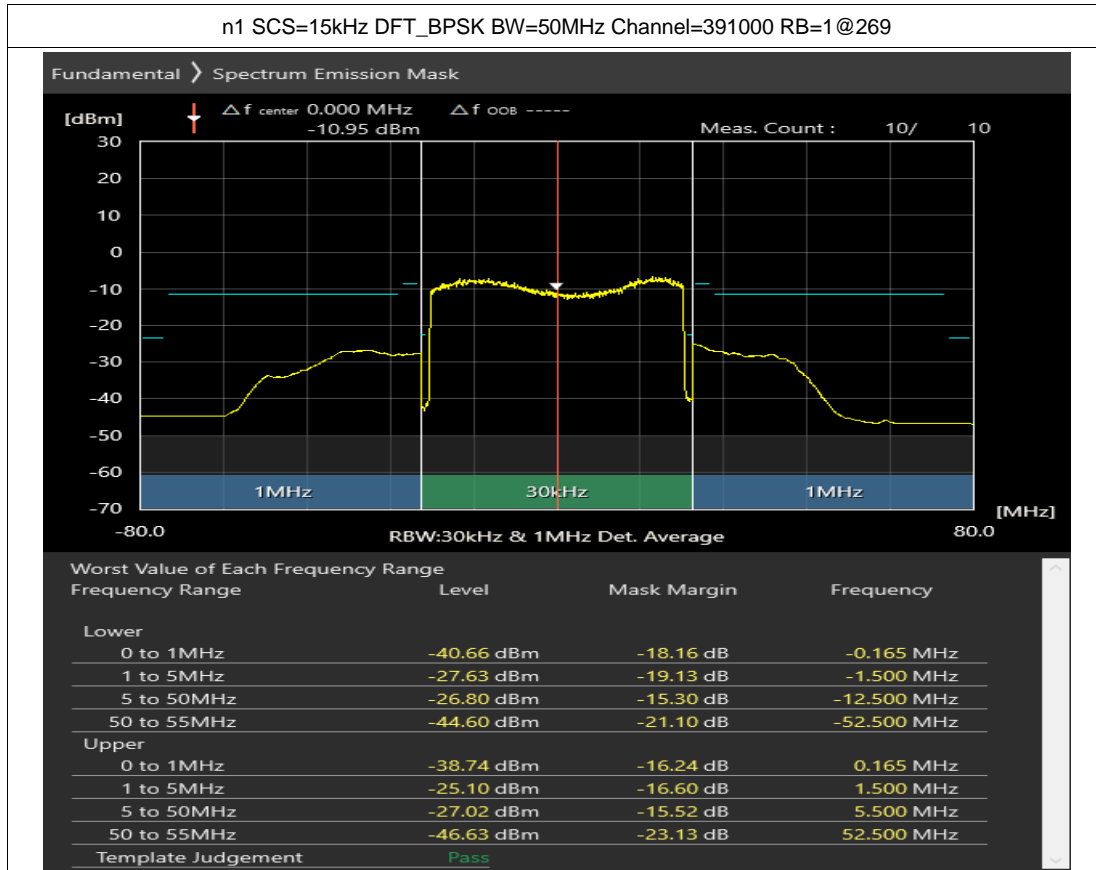 n1 SCS=15kHz DFT_BPSK BW=50MHz Channel=391000 RB=1@269
Fundamental ❯ Spectrum Emission Mask
[dBm] Δf center 0.000 MHz Δf OOB -----
-10.95 dBm Meas. Count : 10/ 10
30
20
10
0
-10
-20
-30
-40
-50
-60
1MHz 30kHz 1MHz
-70 [MHz]
-80.0 RBW:30kHz & 1MHz Det. Average 80.0
Worst Value of Each Frequency Range
Frequency Range Level Mask Margin Frequency
Lower
0 to 1MHz -40.66 dBm -18.16 dB -0.165 MHz
1 to 5MHz -27.63 dBm -19.13 dB -1.500 MHz
5 to 50MHz -26.80 dBm -15.30 dB -12.500 MHz
50 to 55MHz -44.60 dBm -21.10 dB -52.500 MHz
Upper
0 to 1MHz -38.74 dBm -16.24 dB 0.165 MHz
1 to 5MHz -25.10 dBm -16.60 dB 1.500 MHz
5 to 50MHz -27.02 dBm -15.52 dB 5.500 MHz
50 to 55MHz -46.63 dBm -23.13 dB 52.500 MHz
Template Judgement Pass